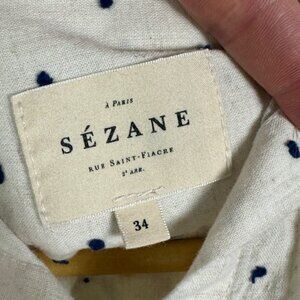 À PARIS
SÉZANE
RUE SAINT-FIACRE
2ᴱ ARR.
34